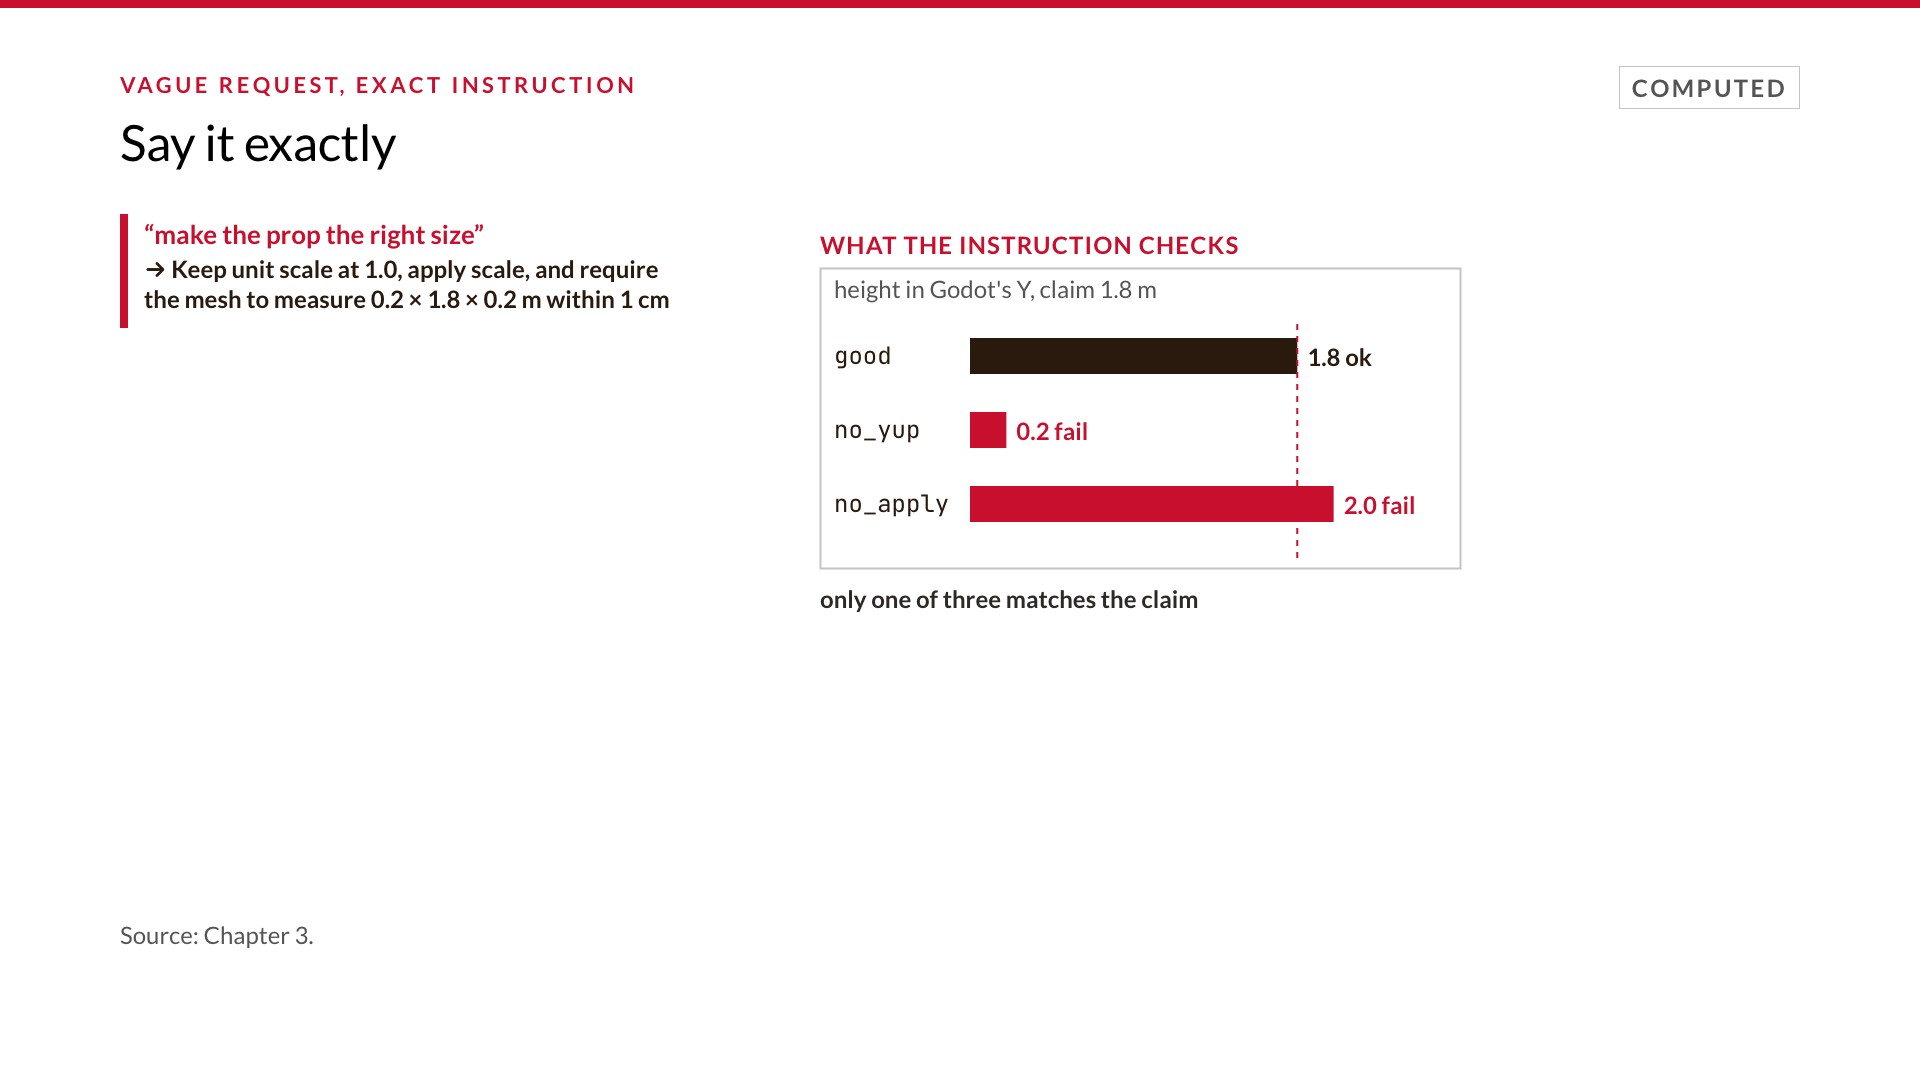 VAGUE REQUEST, EXACT INSTRUCTION
COMPUTED
Say it exactly
“make the prop the right size”
→ Keep unit scale at 1.0, apply scale, and require
the mesh to measure 0.2 × 1.8 × 0.2 m within 1 cm
WHAT THE INSTRUCTION CHECKS
height in Godot's Y, claim 1.8 m
good 1.8 ok
no_yup 0.2 fail
no_apply 2.0 fail
only one of three matches the claim
Source: Chapter 3.